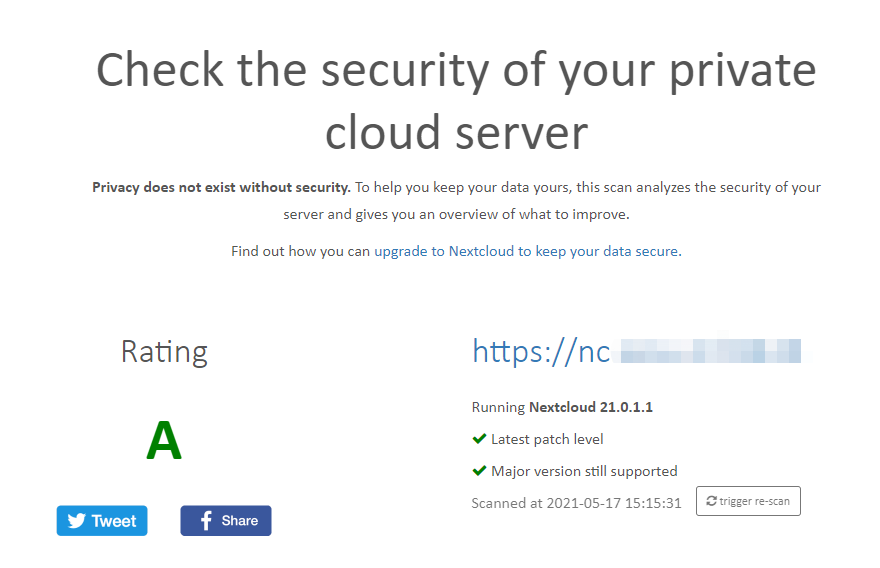 Check the security of your private
cloud server
Privacy does not exist without security. To help you keep your data yours, this scan analyzes the security of your
server and gives you an overview of what to improve.
Find out how you can upgrade to Nextcloud to keep your data secure.
Rating
https://nc
A
Running Nextcloud 21.0.1.1
Latest patch level
Major version still supported
Scanned at 2021-05-17 15:15:31 trigger re-scan
Tweet
Share